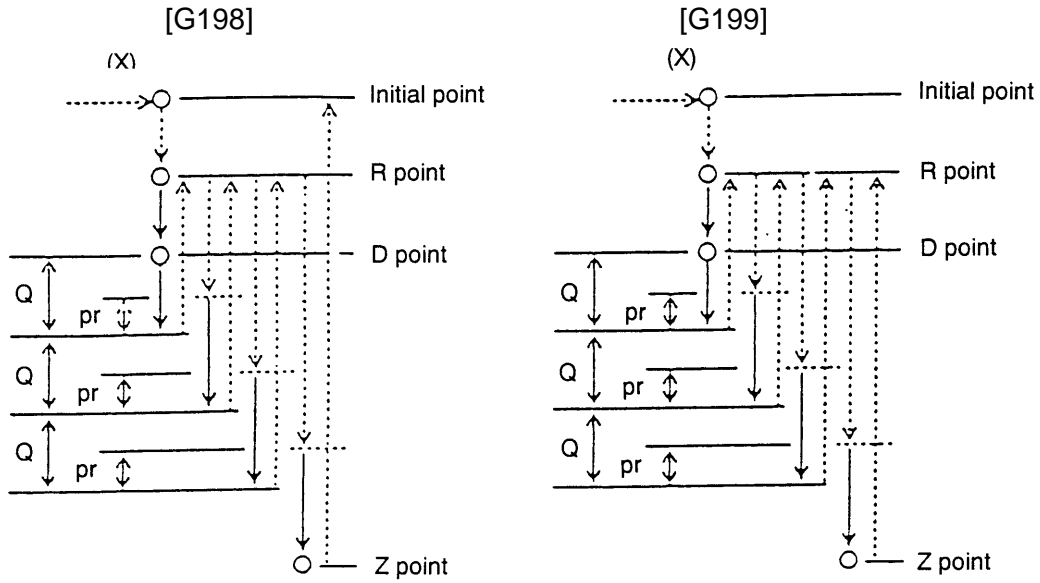 [G198]
(X)
Initial point
R point
D point
Q
pr
Q
pr
Q
pr
Z point
[G199]
(X)
Initial point
R point
D point
Q
pr
Q
pr
Q
pr
Z point